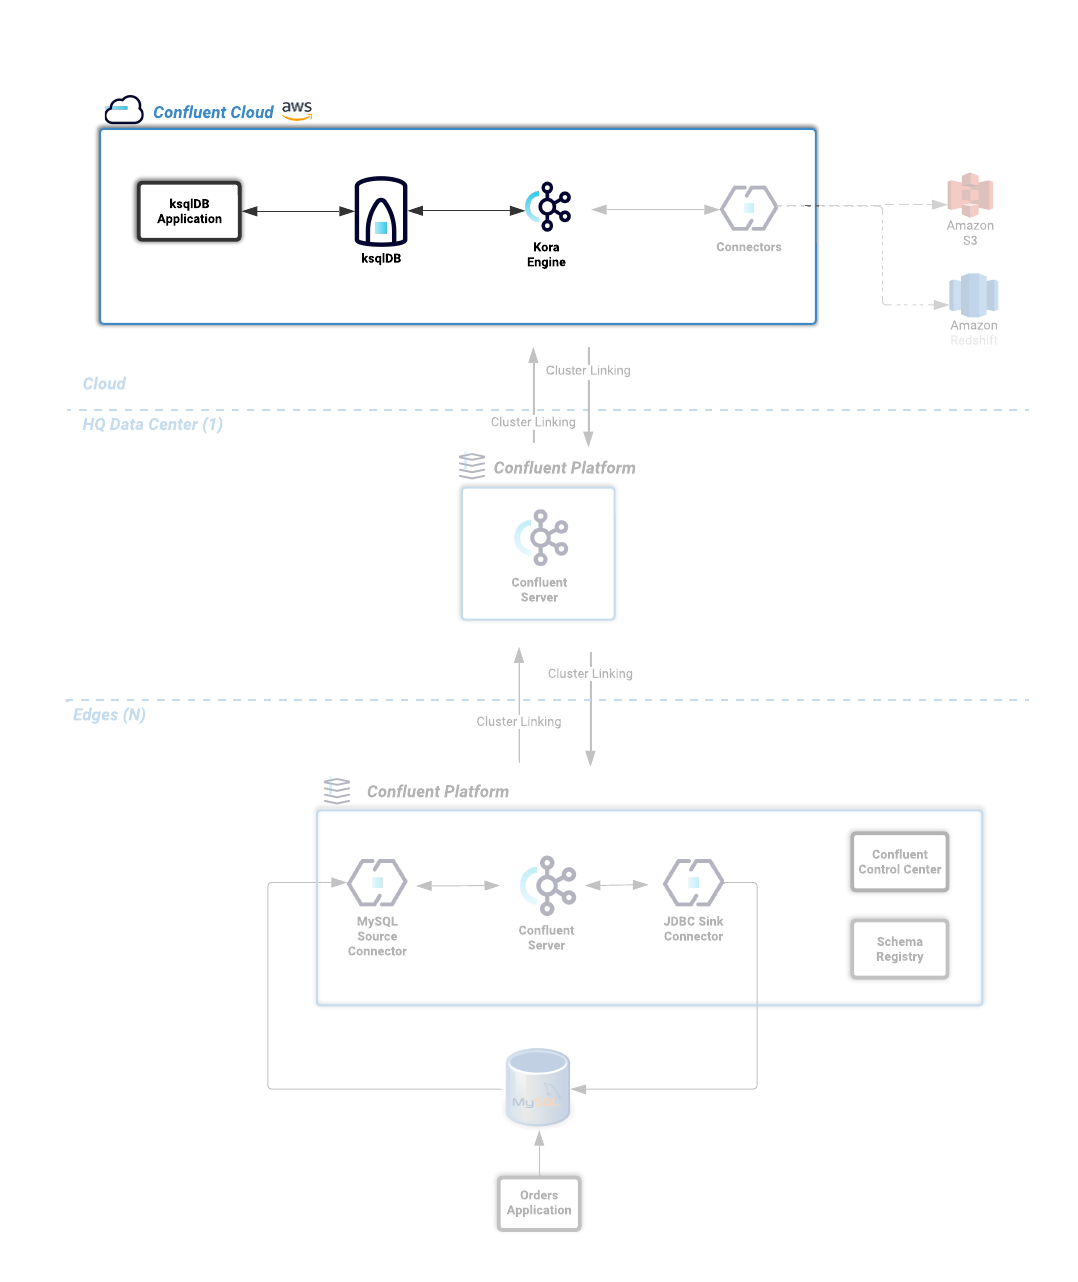 Confluent Cloud aws
ksqlDB
Application
ksqlDB
Kora
Engine
Connectors
Amazon
S3
Amazon
Redshift
Cluster Linking
Cloud
HQ Data Center (1)
Cluster Linking
Confluent Platform
Confluent
Server
Cluster Linking
Edges (N)
Cluster Linking
Confluent Platform
Confluent
Control Center
MySQL
Source
Connector
Confluent
Server
JDBC Sink
Connector
Schema
Registry
MySQL
Orders
Application